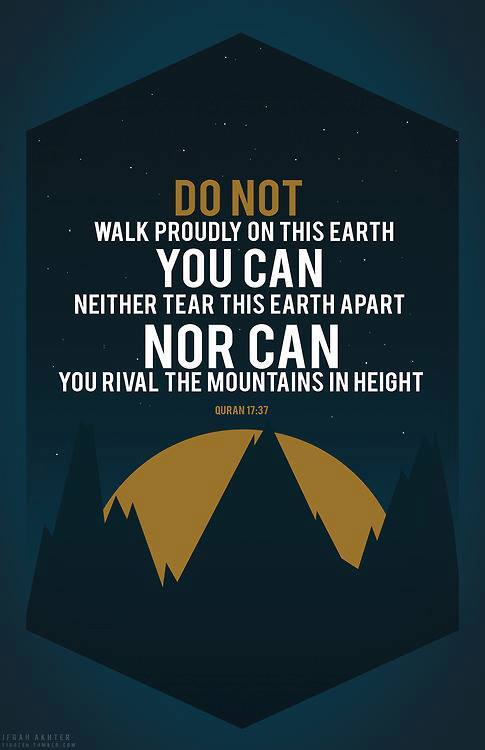 DO NOT
WALK PROUDLY ON THIS EARTH
YOU CAN
NEITHER TEAR THIS EARTH APART
NOR CAN
YOU RIVAL THE MOUNTAINS IN HEIGHT
QURAN 17:37
IFRAH AKHTER